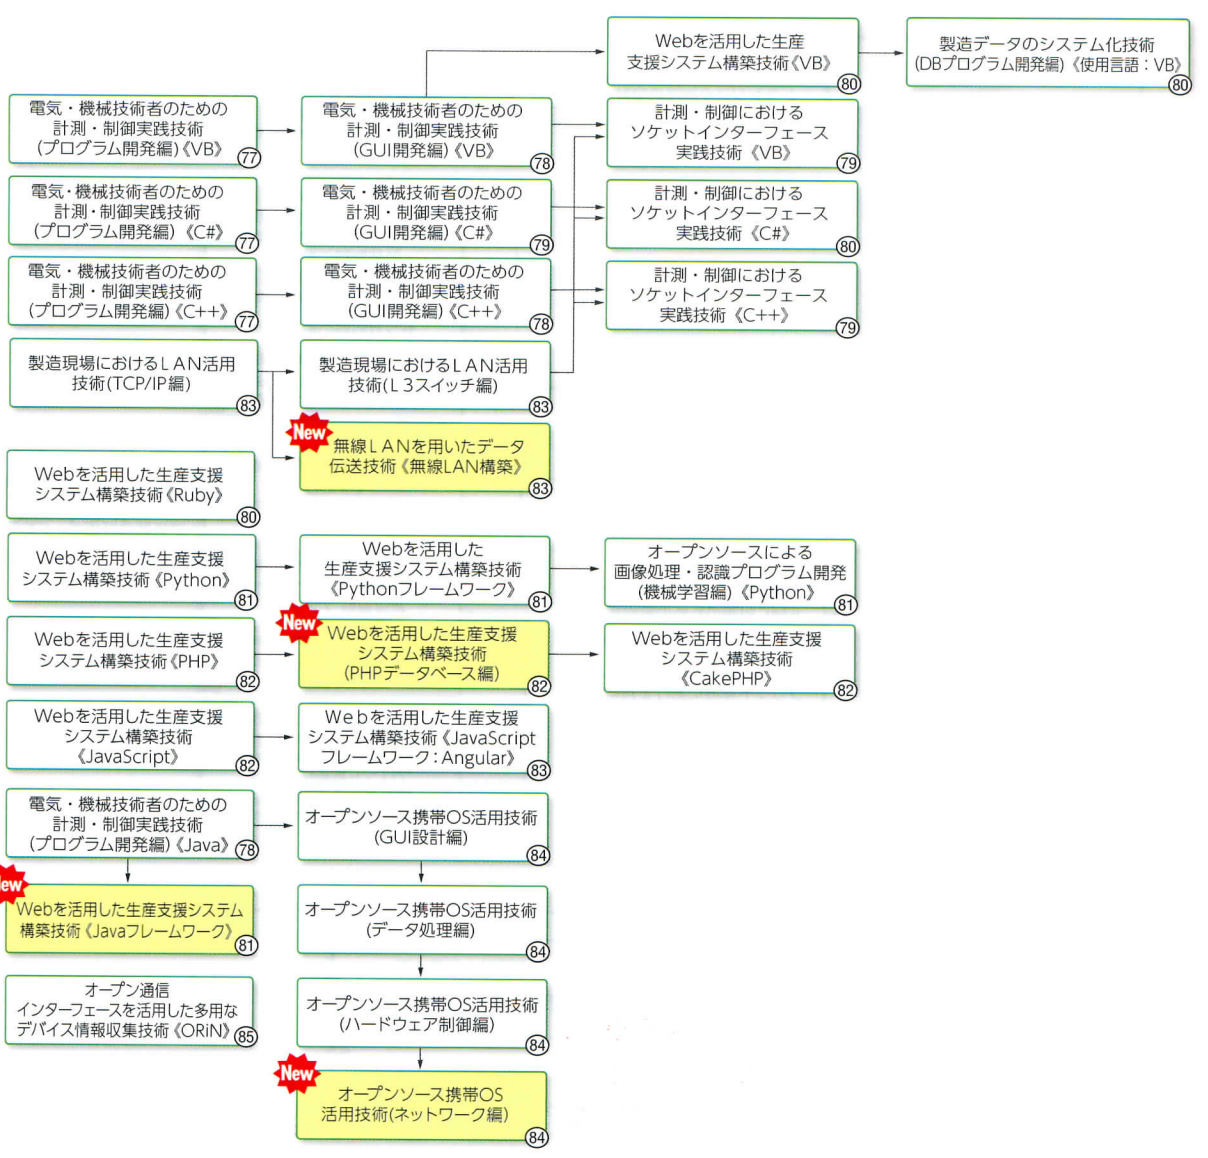 Webを活用した生産
支援システム構築技術《VB》
80
製造データのシステム化技術
(DBプログラム開発編)《使用言語：VB》
80
電気・機械技術者のための
計測・制御実践技術
(プログラム開発編)《VB》
77
電気・機械技術者のための
計測・制御実践技術
(GUI開発編)《VB》
78
計測・制御における
ソケットインターフェース
実践技術《VB》
79
電気・機械技術者のための
計測・制御実践技術
(プログラム開発編)《C#》
77
電気・機械技術者のための
計測・制御実践技術
(GUI開発編)《C#》
79
計測・制御における
ソケットインターフェース
実践技術《C#》
80
電気・機械技術者のための
計測・制御実践技術
(プログラム開発編)《C++》
77
電気・機械技術者のための
計測・制御実践技術
(GUI開発編)《C++》
78
計測・制御における
ソケットインターフェース
実践技術《C++》
79
製造現場におけるＬＡＮ活用
技術(TCP/IP編)
83
製造現場におけるＬＡＮ活用
技術(Ｌ３スイッチ編)
83
New
無線ＬＡＮを用いたデータ
伝送技術《無線LAN構築》
83
Webを活用した生産支援
システム構築技術《Ruby》
80
Webを活用した生産支援
システム構築技術《Python》
81
Webを活用した
生産支援システム構築技術
《Pythonフレームワーク》
81
オープンソースによる
画像処理・認識プログラム開発
(機械学習編)《Python》
81
Webを活用した生産支援
システム構築技術《PHP》
82
New
Webを活用した生産支援
システム構築技術
(PHPデータベース編)
82
Webを活用した生産支援
システム構築技術
《CakePHP》
82
Webを活用した生産支援
システム構築技術
《JavaScript》
82
Ｗｅｂを活用した生産支援
システム構築技術《JavaScript
フレームワーク：Angular》
83
電気・機械技術者のための
計測・制御実践技術
(プログラム開発編)《Java》
78
オープンソース携帯OS活用技術
(GUI設計編)
84
New
Webを活用した生産支援システム
構築技術《Javaフレームワーク》
81
オープンソース携帯OS活用技術
(データ処理編)
84
オープン通信
インターフェースを活用した多用な
デバイス情報収集技術《ORiN》
85
オープンソース携帯OS活用技術
(ハードウェア制御編)
84
New
オープンソース携帯OS
活用技術(ネットワーク編)
84